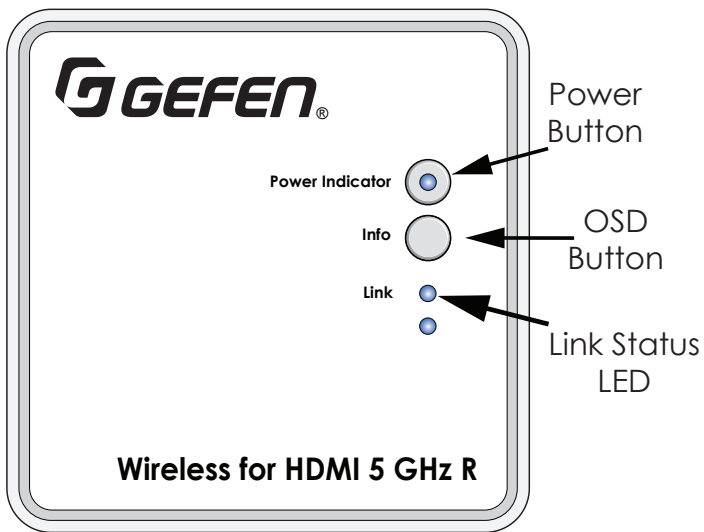 GEFEN®
Power
Button
Power Indicator
Info
OSD
Button
Link
Link Status
LED
Wireless for HDMI 5 GHz R